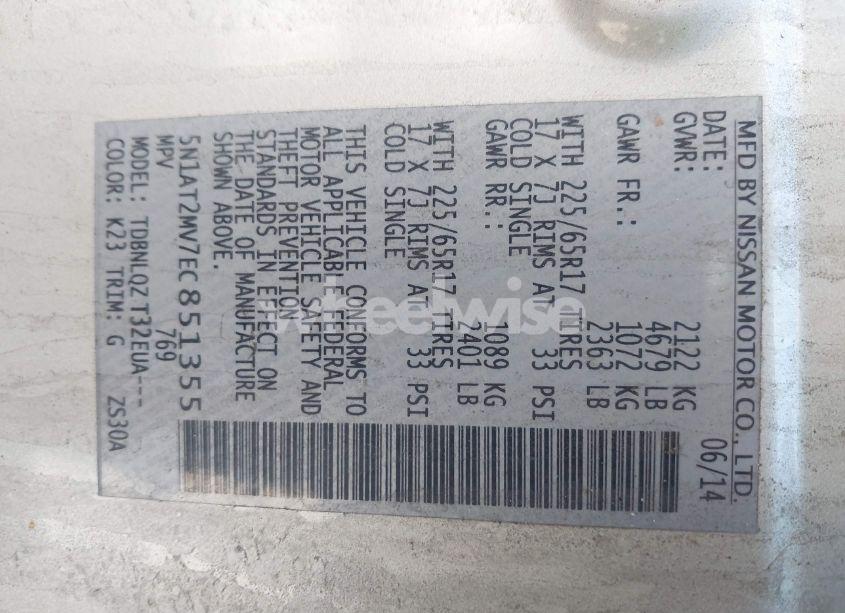 MFD BY NISSAN MOTOR CO., LTD.
DATE: 06/14
GVWR: 2122 KG
4679 LB
GAWR FR.: 1072 KG
2363 LB
WITH 225/65R17 TIRES
17 X 7J RIMS AT 33 PSI
COLD SINGLE
GAWR RR.: 1089 KG
2401 LB
WITH 225/65R17 TIRES
17 X 7J RIMS AT 33 PSI
COLD SINGLE
THIS VEHICLE CONFORMS TO
ALL APPLICABLE FEDERAL
MOTOR VEHICLE SAFETY AND
THEFT PREVENTION
STANDARDS IN EFFECT ON
THE DATE OF MANUFACTURE
SHOWN ABOVE.
5N1AT2MV7EC851355
MPV 769
MODEL: TDBNLQZT32EUA---
COLOR: K23 TRIM: G ZS30A
wheelwise